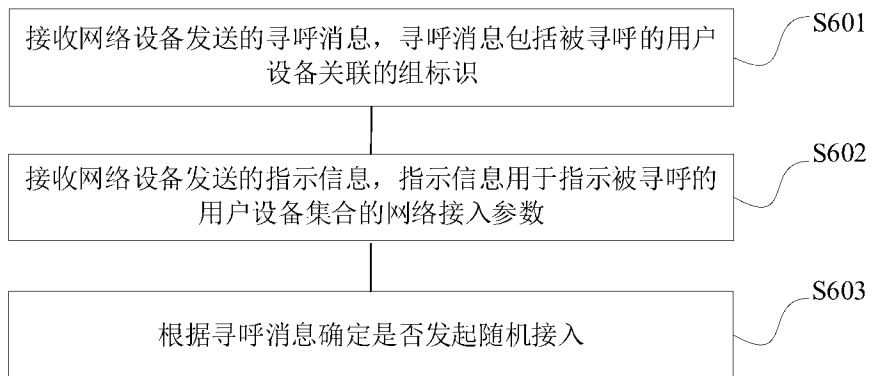 接收网络设备发送的寻呼消息，寻呼消息包括被寻呼的用户
设备关联的组标识
S601
接收网络设备发送的指示信息，指示信息用于指示被寻呼的
用户设备集合的网络接入参数
S602
根据寻呼消息确定是否发起随机接入
S603